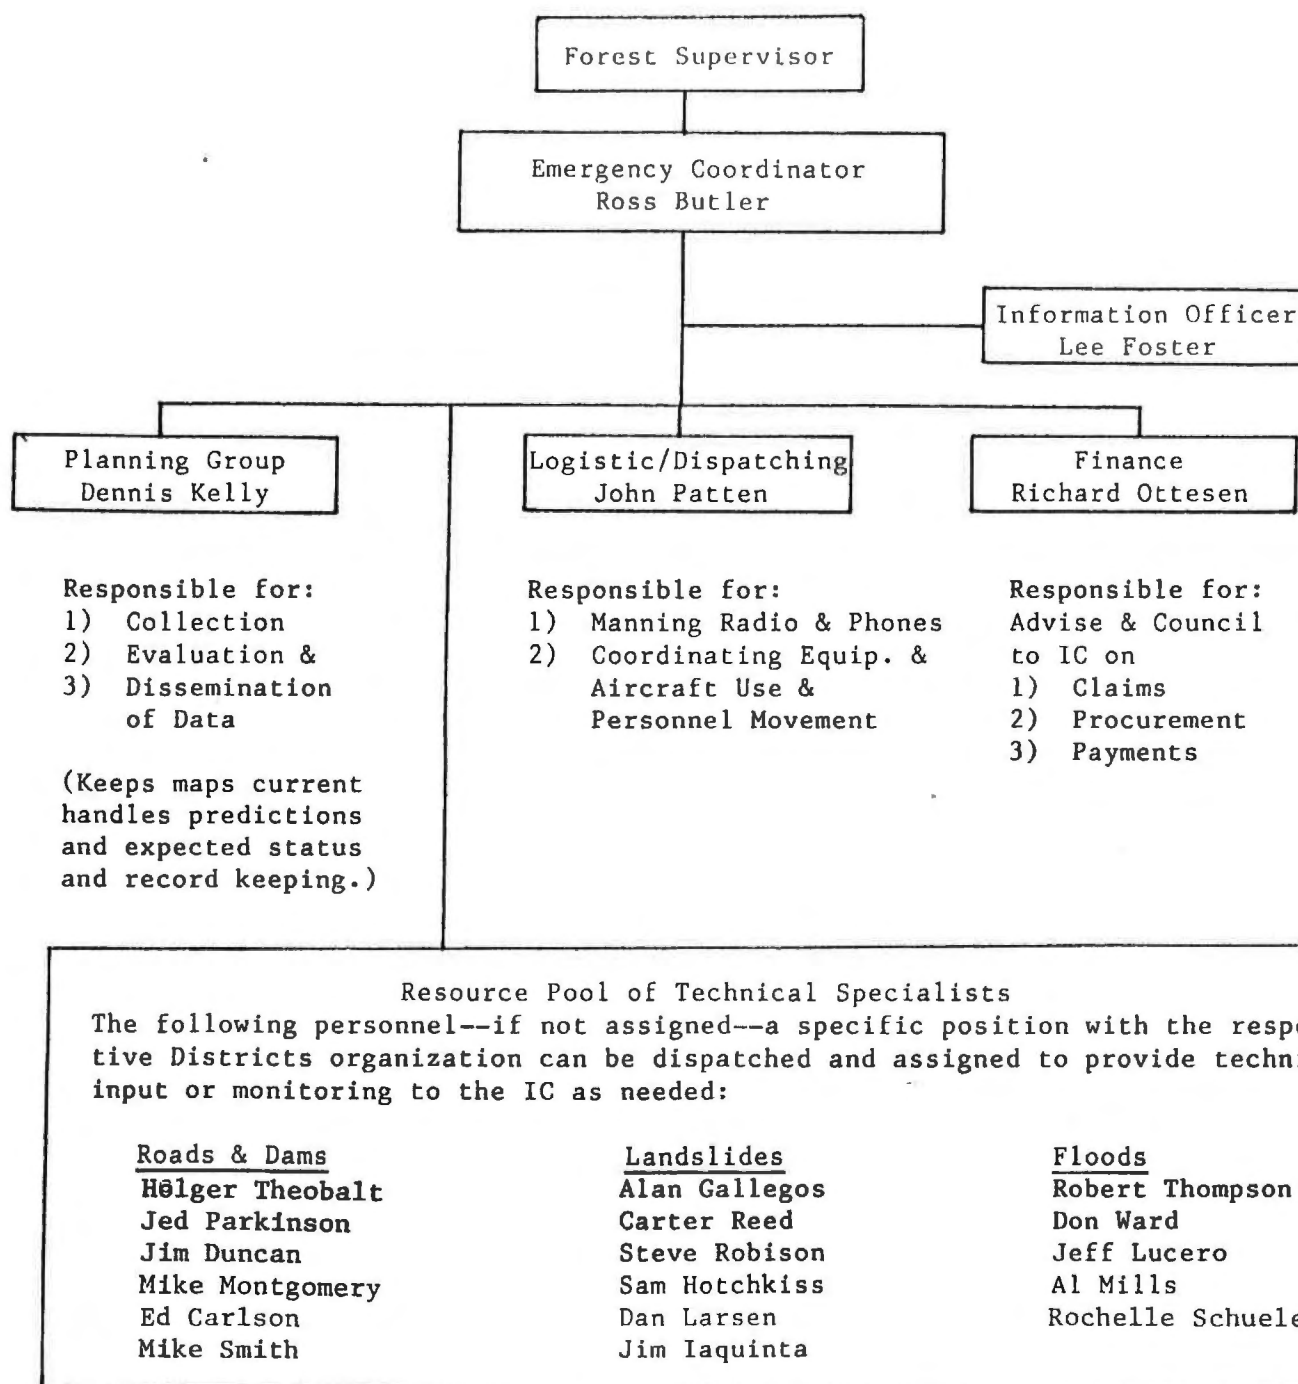 Forest Supervisor
Emergency Coordinator
Ross Butler
Information Officer
Lee Foster
Planning Group
Dennis Kelly
Logistic/Dispatching
John Patten
Finance
Richard Ottesen
Responsible for:
1) Collection
2) Evaluation &
3) Dissemination
of Data
(Keeps maps current
handles predictions
and expected status
and record keeping.)
Responsible for:
1) Manning Radio & Phones
2) Coordinating Equip. &
Aircraft Use &
Personnel Movement
Responsible for:
Advise & Council
to IC on
1) Claims
2) Procurement
3) Payments
Resource Pool of Technical Specialists
The following personnel--if not assigned--a specific position with the
tive Districts organization can be dispatched and assigned to provide
input or monitoring to the IC as needed:
Roads & Dams
Holger Theobalt
Jed Parkinson
Jim Duncan
Mike Montgomery
Ed Carlson
Mike Smith
Landslides
Alan Gallegos
Carter Reed
Steve Robison
Sam Hotchkiss
Dan Larsen
Jim Iaquinta
Floods
Robert Thompson
Don Ward
Jeff Lucero
Al Mills
Rochelle